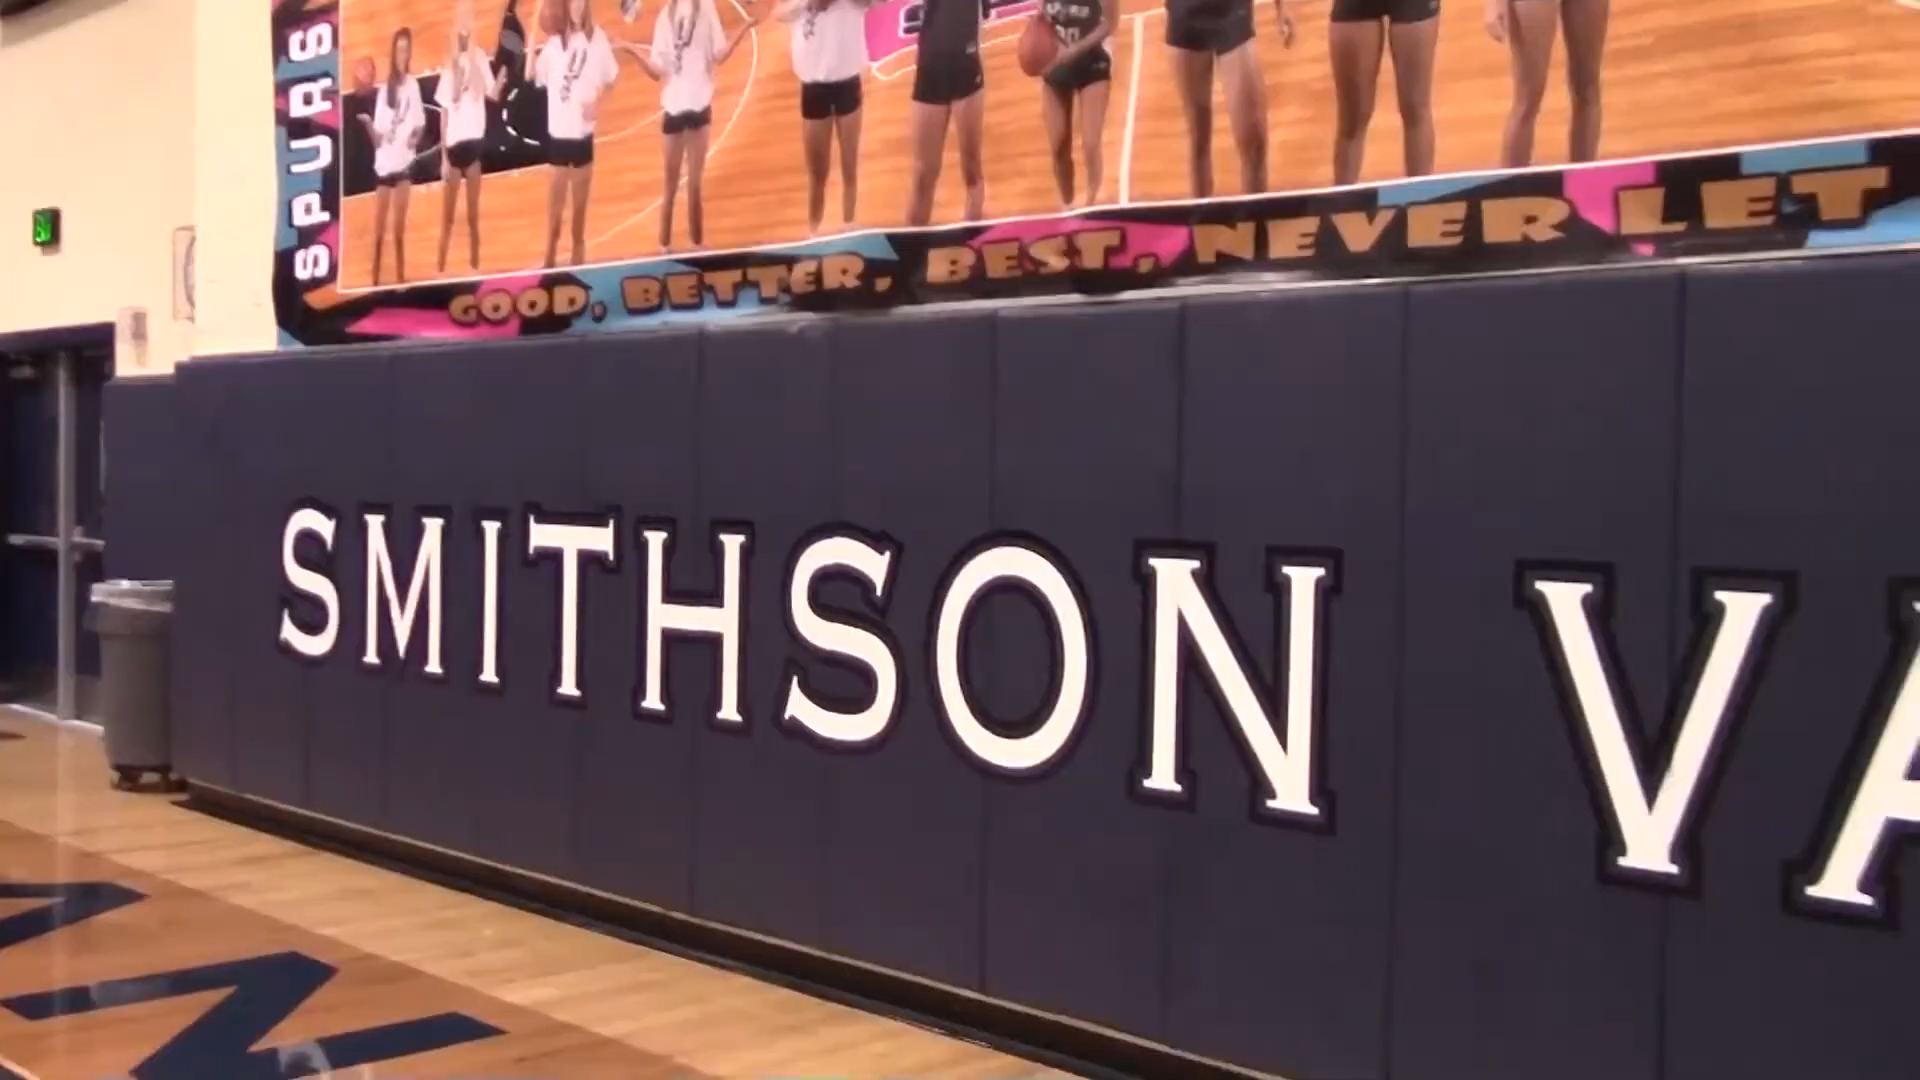 SPURS
GOOD, BETTER, BEST, NEVER LET
SMITHSON VA